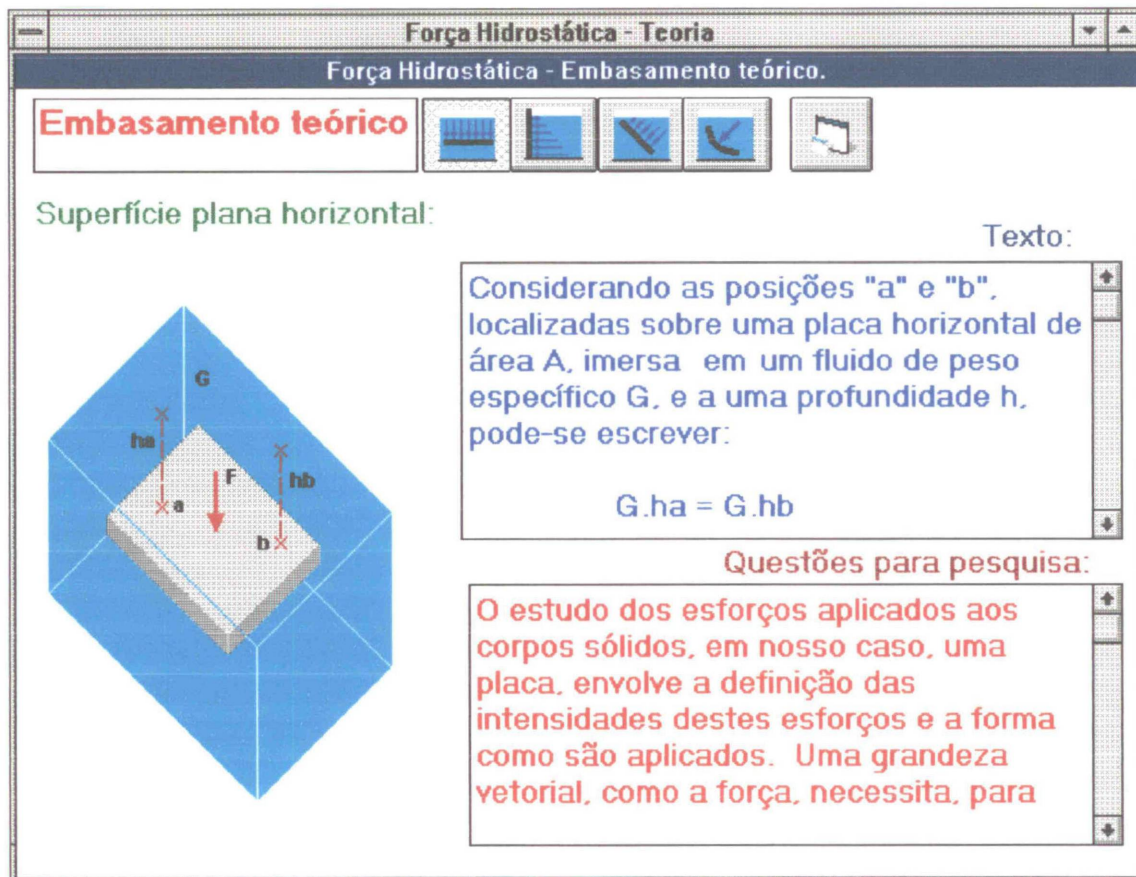 Força Hidrostática - Teoria
Força Hidrostática - Embasamento teórico.
Embasamento teórico
Superfície plana horizontal:
Texto:
Considerando as posições "a" e "b",
localizadas sobre uma placa horizontal de
área A, imersa  em um fluido de peso
específico G, e a uma profundidade h,
pode-se escrever:
G.ha = G.hb
G
ha
hb
F
a
b
Questões para pesquisa:
O estudo dos esforços aplicados aos
corpos sólidos, em nosso caso, uma
placa, envolve a definição das
intensidades destes esforços e a forma
como são aplicados.  Uma grandeza
vetorial, como a força, necessita, para